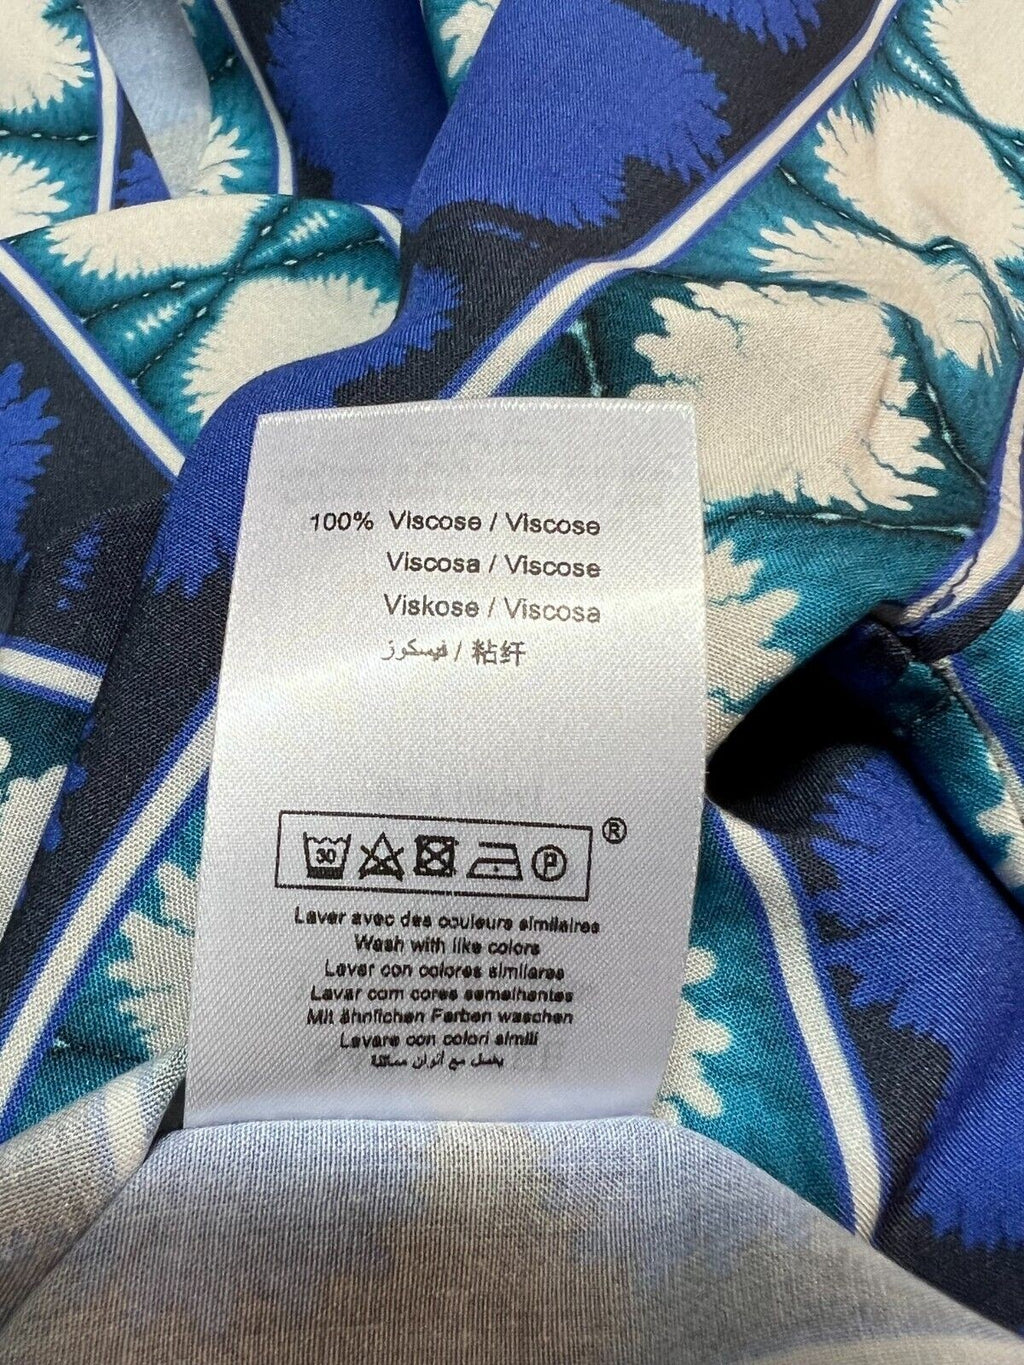 100% Viscose / Viscose
Viscosa / Viscose
Viskose / Viscosa
فيسكوز / 粘纤
30 P ®
Laver avec des couleurs similaires
Wash with like colors
Lavar con colores similares
Lavar com cores semelhantes
Mit ähnlichen Farben waschen
Lavare con colori simili
يغسل مع ألوان مماثلة